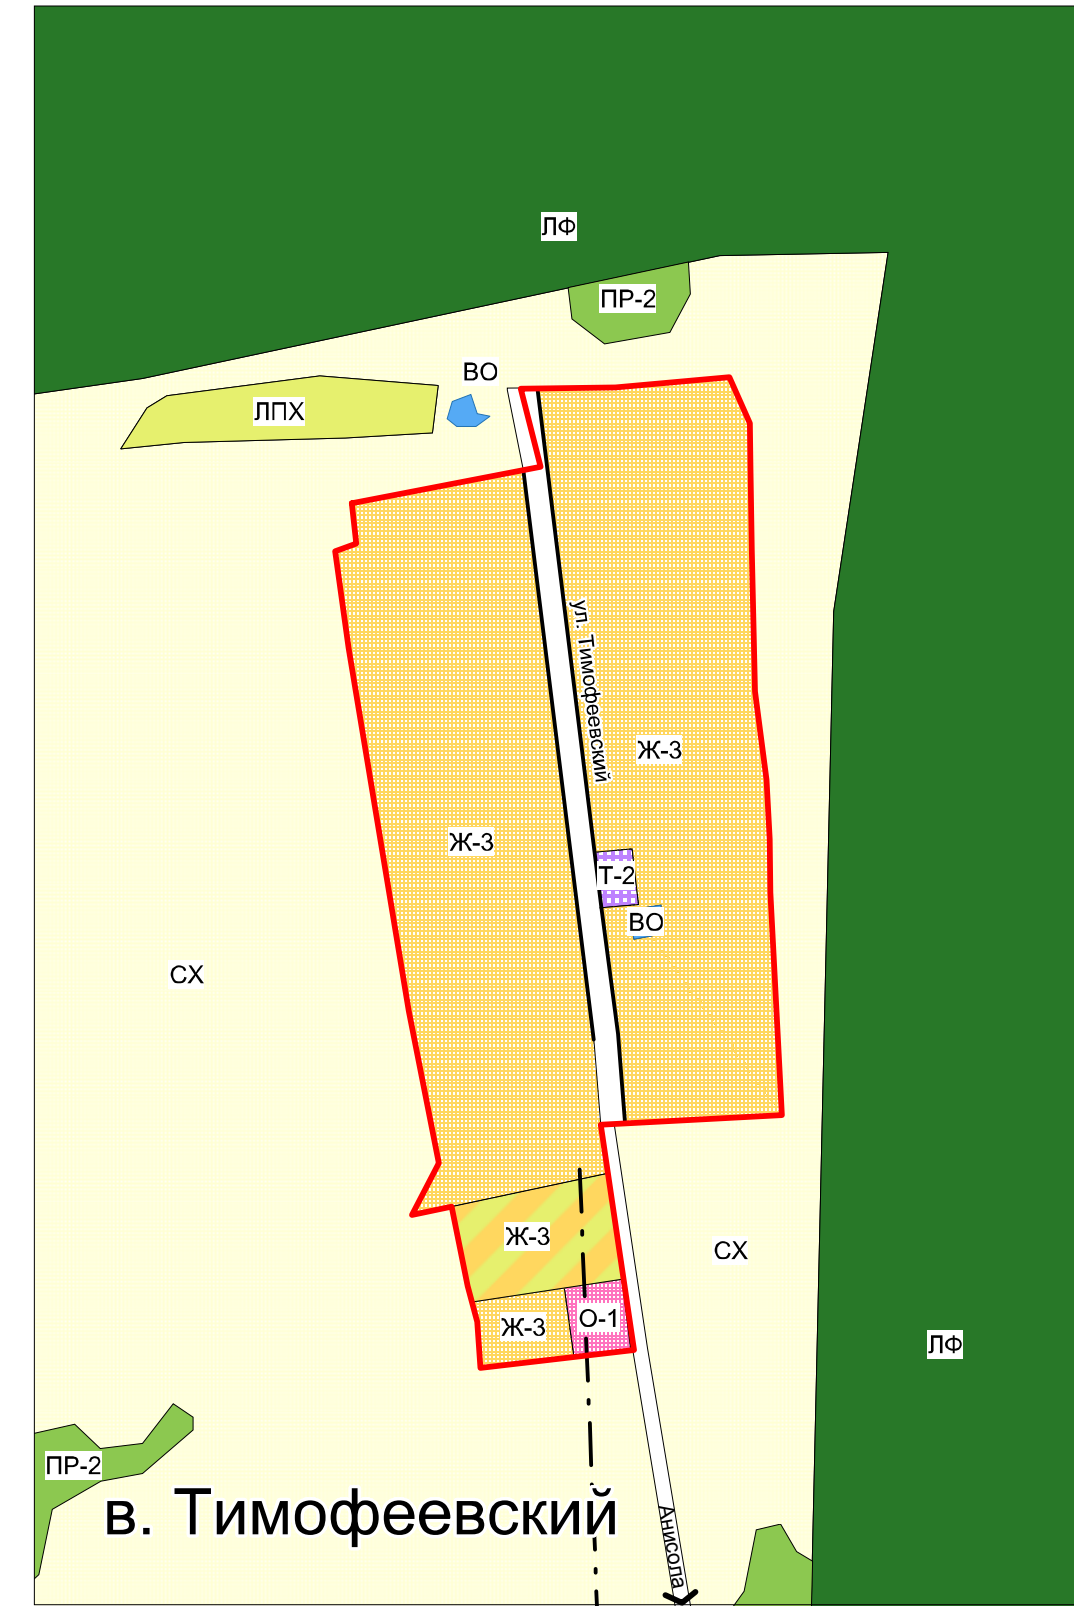 ЛФ
ПР-2
ВО
ЛПХ
ул. Тимофеевский
Ж-3
Ж-3
Т-2
ВО
СХ
Ж-3
СХ
О-1
Ж-3
ЛФ
ПР-2
в. Тимофеевский
Анисола